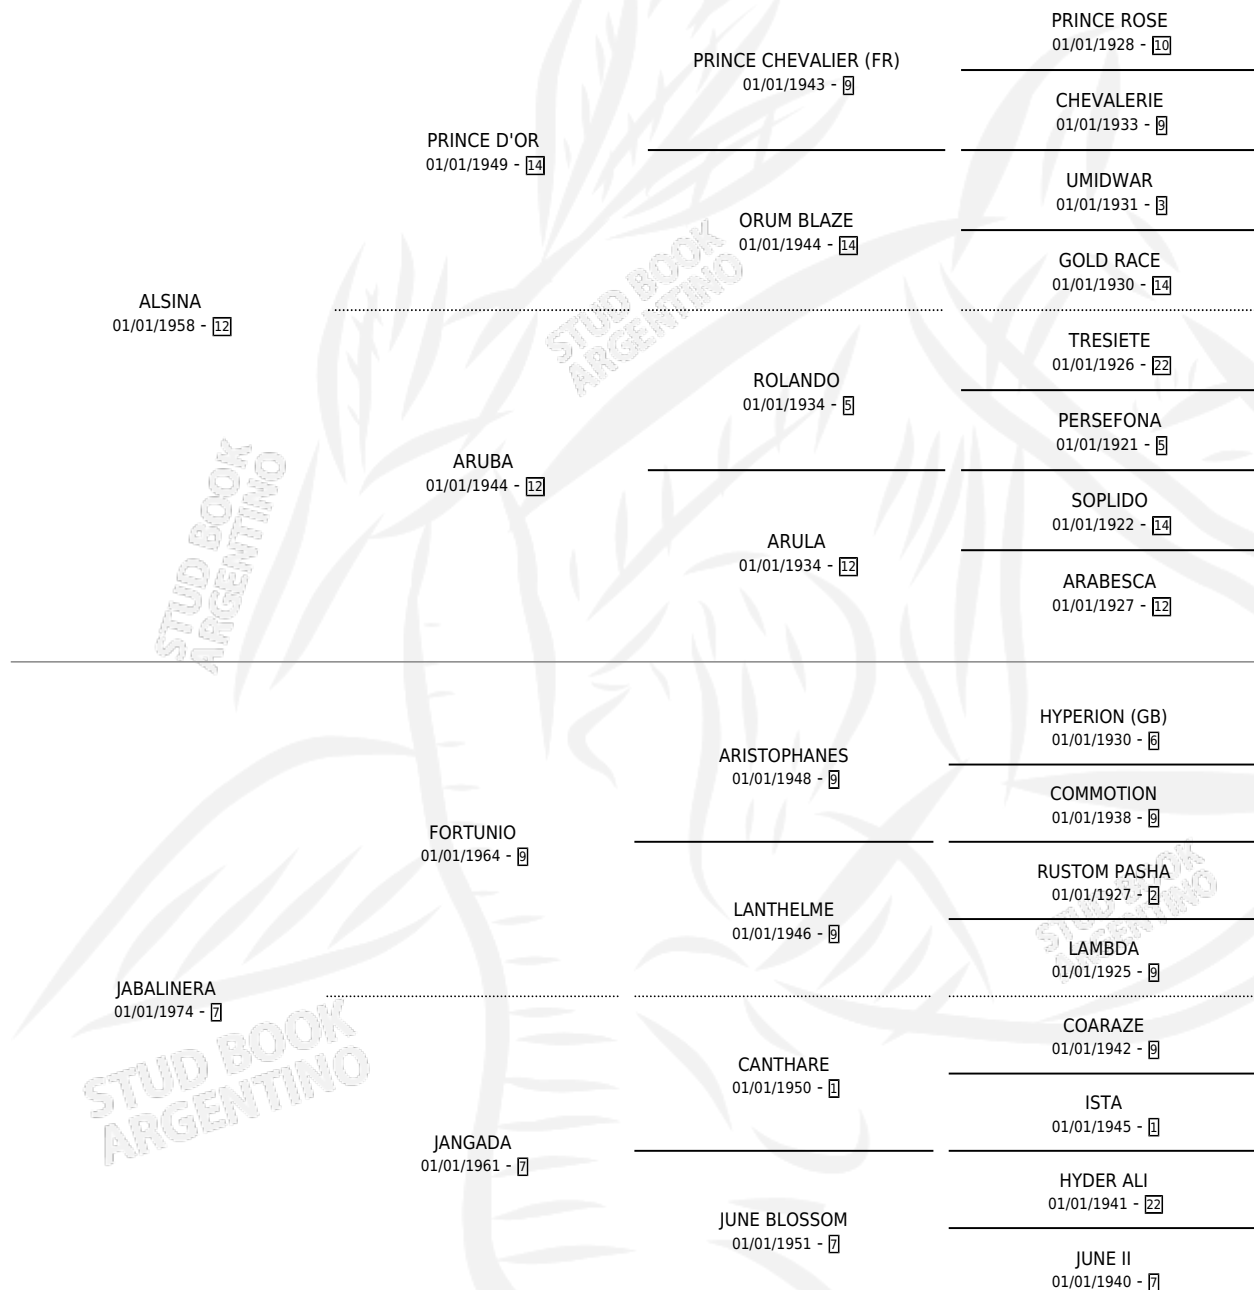 PRINCE ROSE
01/01/1928 - 10
PRINCE CHEVALIER (FR)
01/01/1943 - 9
CHEVALERIE
01/01/1933 - 9
PRINCE D'OR
01/01/1949 - 14
UMIDWAR
01/01/1931 - 3
ORUM BLAZE
01/01/1944 - 14
GOLD RACE
01/01/1930 - 14
ALSINA
01/01/1958 - 12
TRESIETE
01/01/1926 - 22
ROLANDO
01/01/1934 - 5
PERSEFONA
01/01/1921 - 5
ARUBA
01/01/1944 - 12
SOPLIDO
01/01/1922 - 14
ARULA
01/01/1934 - 12
ARABESCA
01/01/1927 - 12
HYPERION (GB)
01/01/1930 - 6
ARISTOPHANES
01/01/1948 - 9
COMMOTION
01/01/1938 - 9
FORTUNIO
01/01/1964 - 9
RUSTOM PASHA
01/01/1927 - 2
LANTHELME
01/01/1946 - 9
LAMBDA
01/01/1925 - 9
JABALINERA
01/01/1974 - 7
COARAZE
01/01/1942 - 9
CANTHARE
01/01/1950 - 1
ISTA
01/01/1945 - 1
JANGADA
01/01/1961 - 7
HYDER ALI
01/01/1941 - 22
JUNE BLOSSOM
01/01/1951 - 7
JUNE II
01/01/1940 - 7
STUD BOOK
ARGENTINO
STUD BOOK
ARGENTINO
STUD BOOK
ARGENTINO
STUD BOOK
ARGENTINO